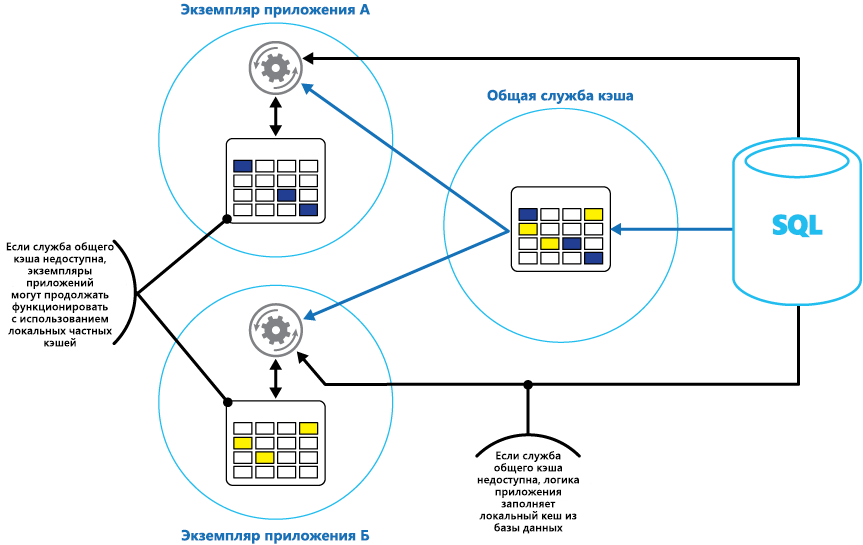 Экземпляр приложения А
Общая служба кэша
SQL
Если служба общего
кэша недоступна,
экземпляры
приложений
могут продолжать
функционировать
с использованием
локальных частных
кэшей
Если служба
общего кэша
недоступна, логика
приложения
заполняет
локальный кеш из
базы данных
Экземпляр приложения Б